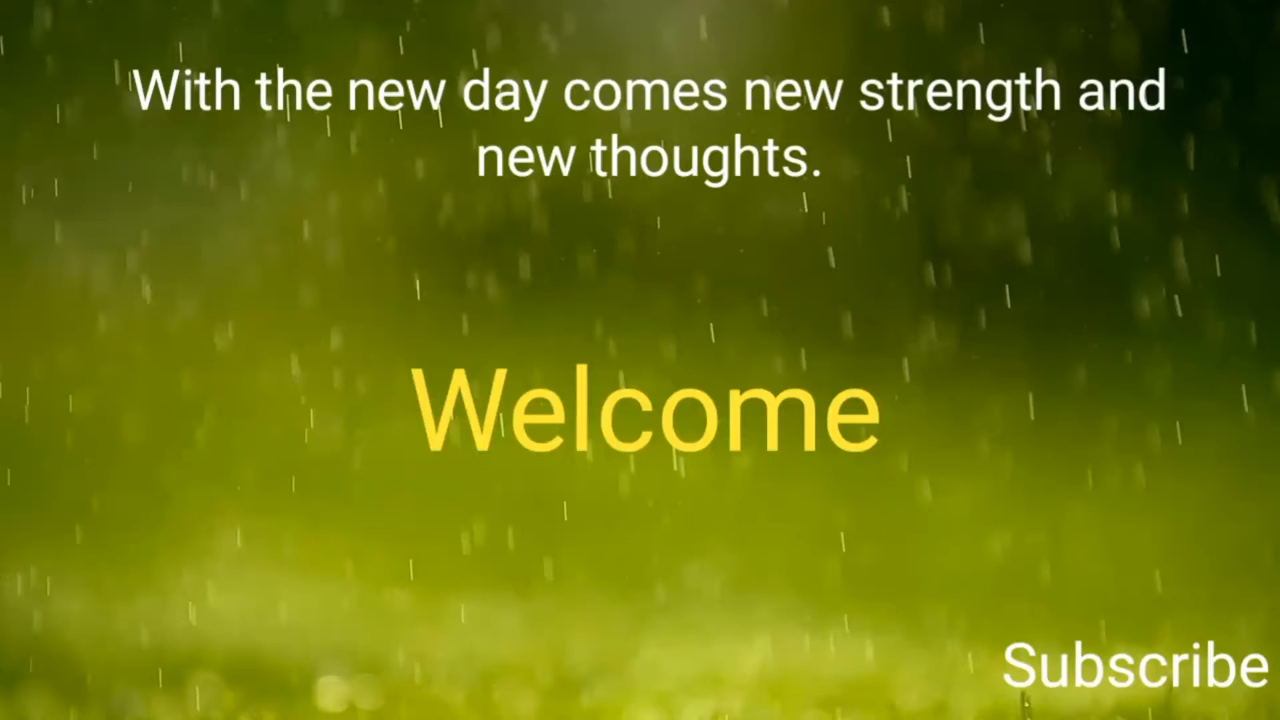 With the new day comes new strength and
new thoughts.
Welcome
Subscribe